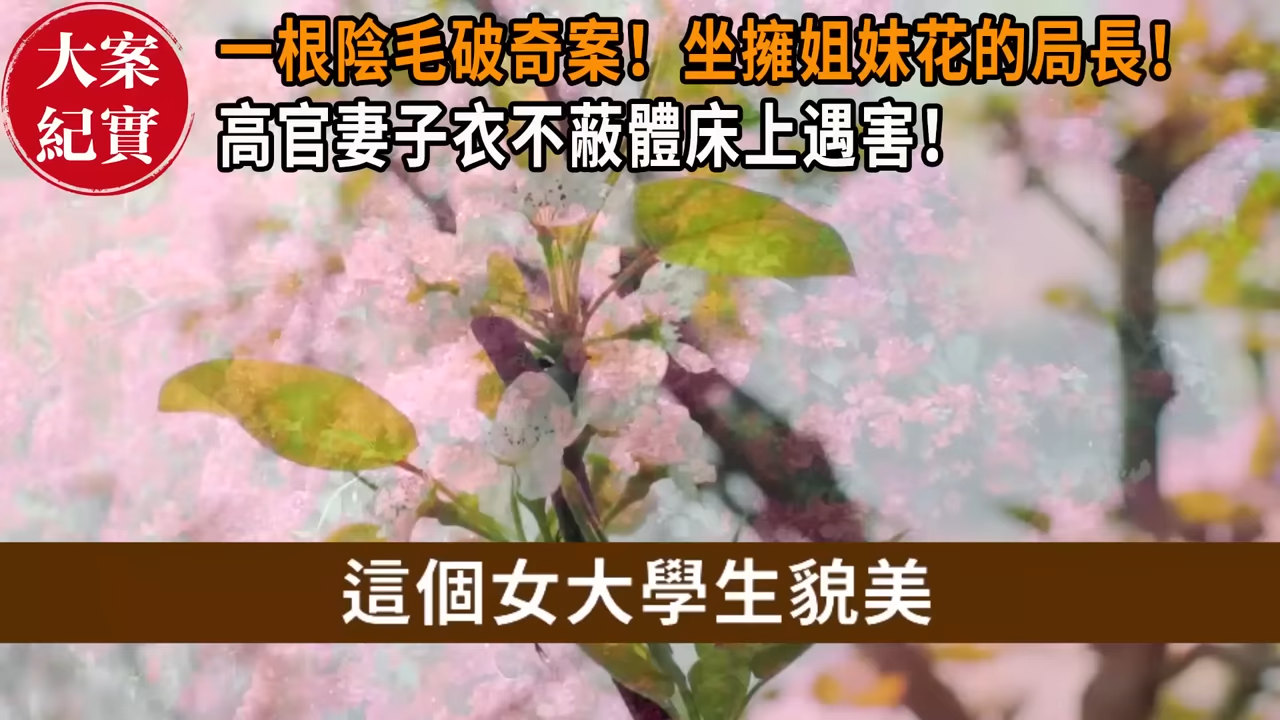 大案
紀實
一根陰毛破奇案！坐擁姐妹花的局長！
高官妻子衣不蔽體床上遇害！
這個女大學生貌美